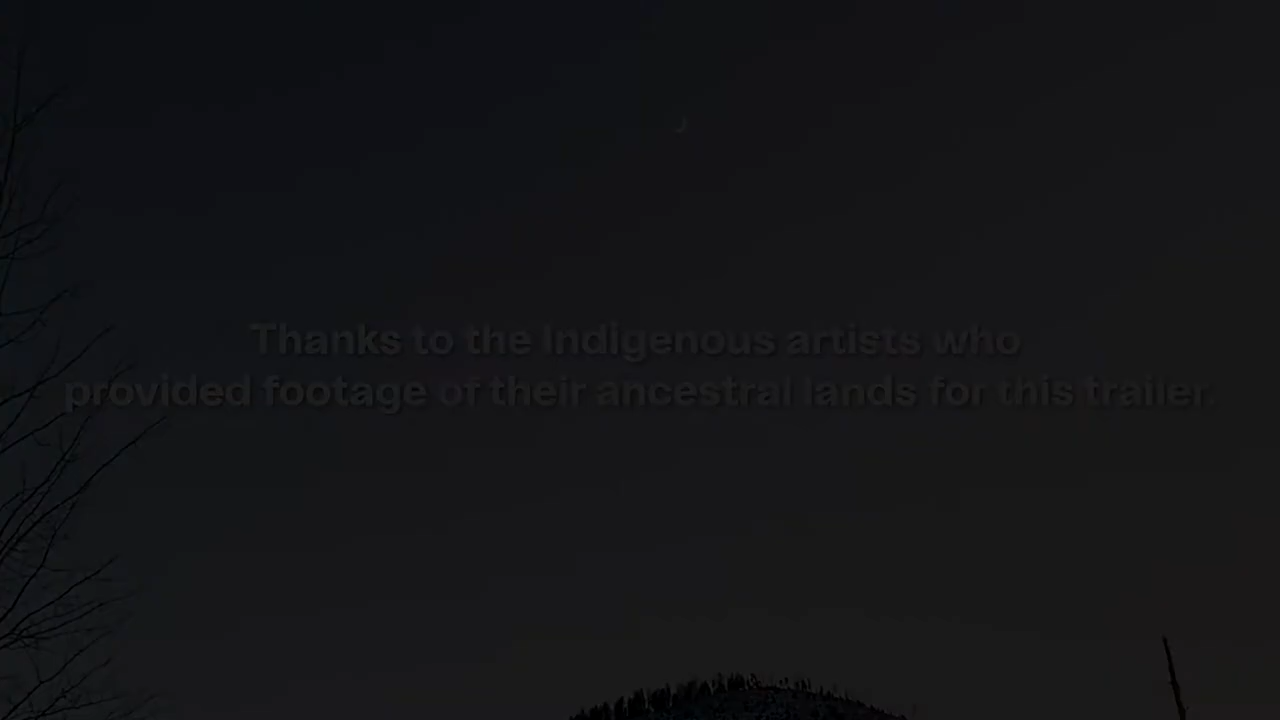 Thanks to the Indigenous artists who
provided footage of their ancestral lands for this trailer.